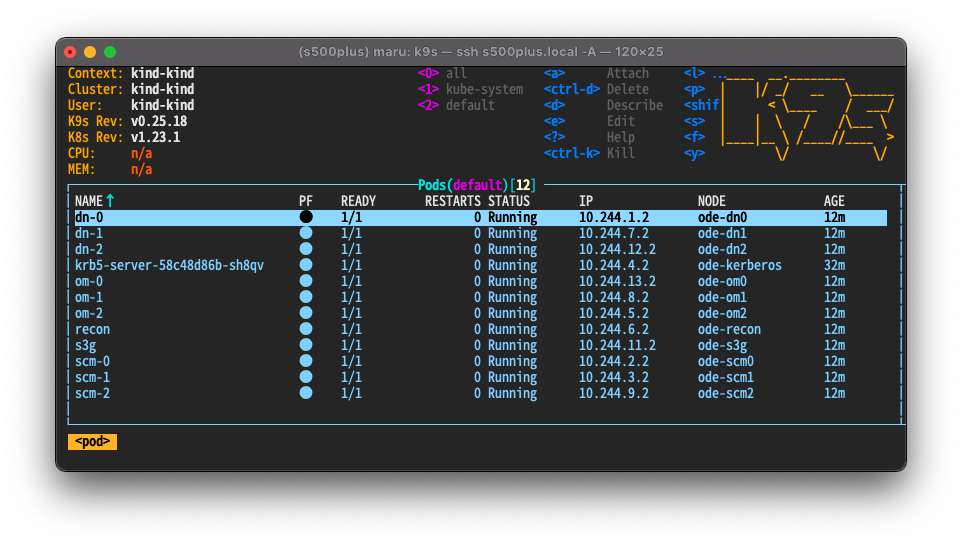 (s500plus) maru: k9s — ssh s500plus.local -A — 120×25
Context: kind-kind <0> all <a> Attach <l> ...
Cluster: kind-kind <1> kube-system <ctrl-d> Delete <p>
User: kind-kind <2> default <d> Describe <shif
K9s Rev: v0.25.18 <e> Edit <s>
K8s Rev: v1.23.1 <?> Help <f>
CPU: n/a <ctrl-k> Kill <y>
MEM: n/a
Pods(default)[12]
NAME↑ PF READY RESTARTS STATUS IP NODE AGE
dn-0 ● 1/1 0 Running 10.244.1.2 ode-dn0 12m
dn-1 ● 1/1 0 Running 10.244.7.2 ode-dn1 12m
dn-2 ● 1/1 0 Running 10.244.12.2 ode-dn2 12m
krb5-server-58c48d86b-sh8qv ● 1/1 0 Running 10.244.4.2 ode-kerberos 32m
om-0 ● 1/1 0 Running 10.244.13.2 ode-om0 12m
om-1 ● 1/1 0 Running 10.244.8.2 ode-om1 12m
om-2 ● 1/1 0 Running 10.244.5.2 ode-om2 12m
recon ● 1/1 0 Running 10.244.6.2 ode-recon 12m
s3g ● 1/1 0 Running 10.244.11.2 ode-s3g 12m
scm-0 ● 1/1 0 Running 10.244.2.2 ode-scm0 12m
scm-1 ● 1/1 0 Running 10.244.3.2 ode-scm1 12m
scm-2 ● 1/1 0 Running 10.244.9.2 ode-scm2 12m
<pod>